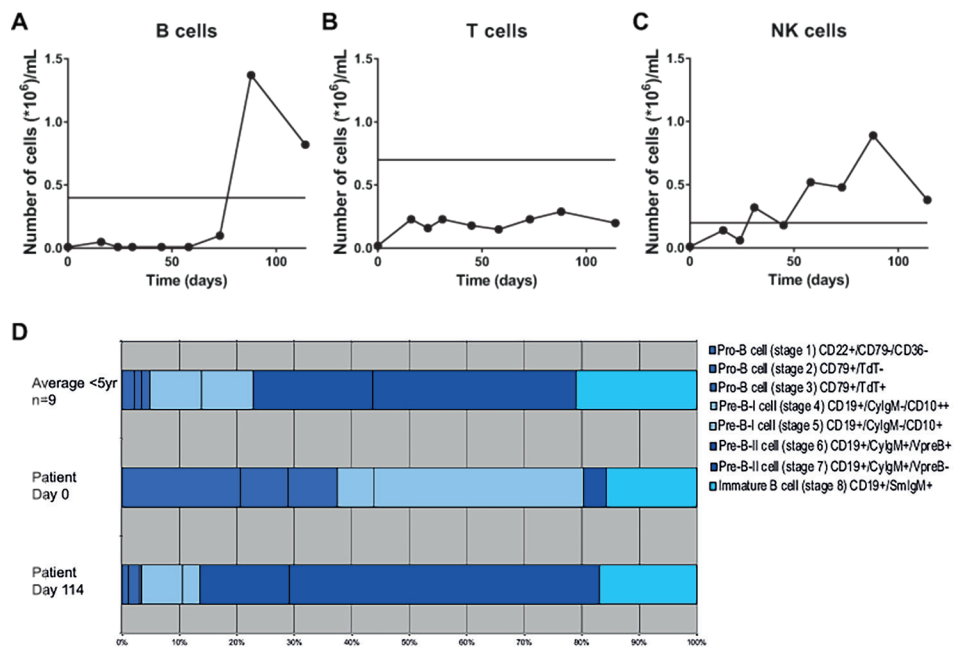 A
B cells
Number of cells (*10^6)/mL
1.5
1.0
0.5
0.0
0
50
100
Time (days)
B
T cells
Number of cells (*10^6)/mL
1.5
1.0
0.5
0.0
0
50
100
Time (days)
C
NK cells
Number of cells (*10^6)/mL
1.5
1.0
0.5
0.0
0
50
100
Time (days)
D
Average <5yr
n=9
Patient
Day 0
Patient
Day 114
0%
10%
20%
30%
40%
50%
60%
70%
80%
90%
100%
Pro-B cell (stage 1) CD22+/CD79-/CD36-
Pro-B cell (stage 2) CD79+/TdT-
Pro-B cell (stage 3) CD79+/TdT+
Pre-B-I cell (stage 4) CD19+/CyIgM-/CD10++
Pre-B-I cell (stage 5) CD19+/CyIgM-/CD10+
Pre-B-II cell (stage 6) CD19+/CyIgM+/VpreB+
Pre-B-II cell (stage 7) CD19+/CyIgM+/VpreB-
Immature B cell (stage 8) CD19+/SmIgM+